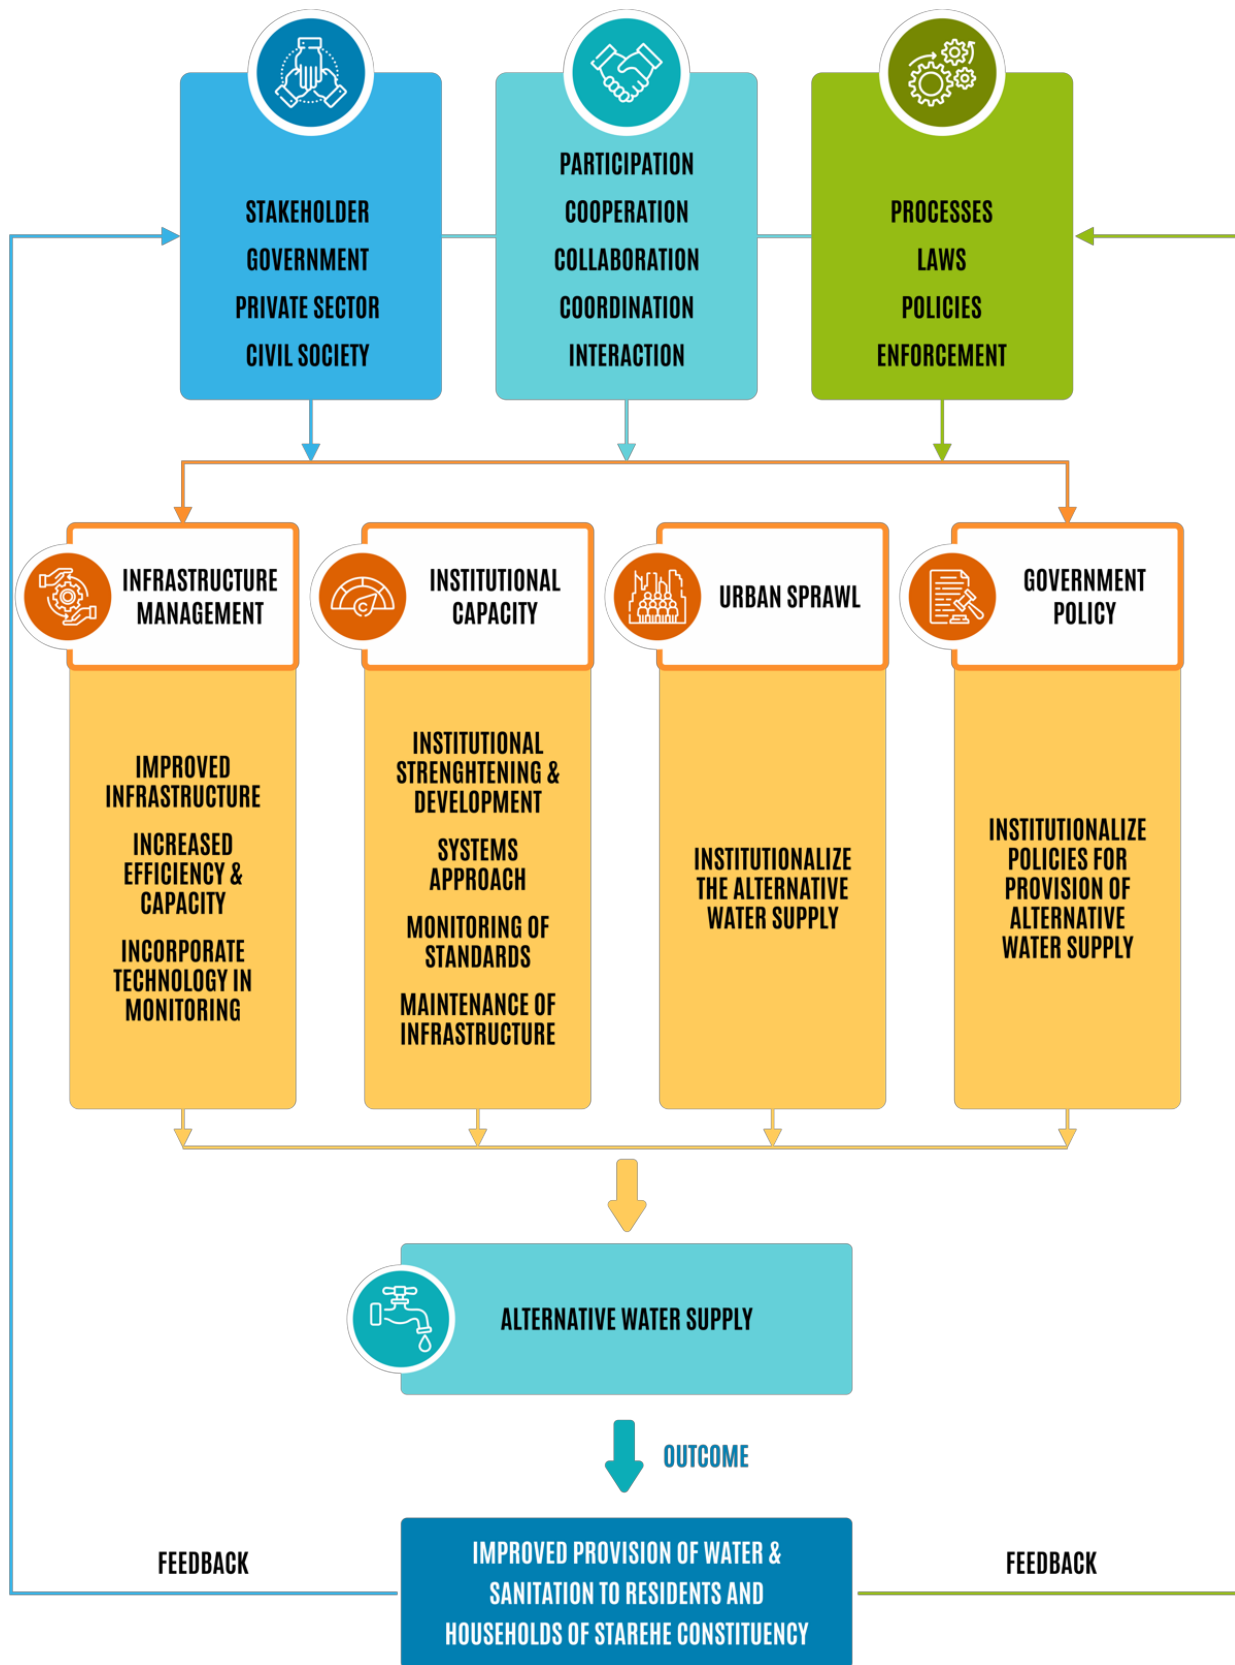 STAKEHOLDER
GOVERNMENT
PRIVATE SECTOR
CIVIL SOCIETY
PARTICIPATION
COOPERATION
COLLABORATION
COORDINATION
INTERACTION
PROCESSES
LAWS
POLICIES
ENFORCEMENT
INFRASTRUCTURE
MANAGEMENT
IMPROVED
INFRASTRUCTURE
INCREASED
EFFICIENCY &
CAPACITY
INCORPORATE
TECHNOLOGY IN
MONITORING
INSTITUTIONAL
CAPACITY
INSTITUTIONAL
STRENGHTENING &
DEVELOPMENT
SYSTEMS
APPROACH
MONITORING OF
STANDARDS
MAINTENANCE OF
INFRASTRUCTURE
URBAN SPRAWL
INSTITUTIONALIZE
THE ALTERNATIVE
WATER SUPPLY
GOVERNMENT
POLICY
INSTITUTIONALIZE
POLICIES FOR
PROVISION OF
ALTERNATIVE
WATER SUPPLY
ALTERNATIVE WATER SUPPLY
OUTCOME
FEEDBACK
IMPROVED PROVISION OF WATER &
SANITATION TO RESIDENTS AND
HOUSEHOLDS OF STAREHE CONSTITUENCY
FEEDBACK